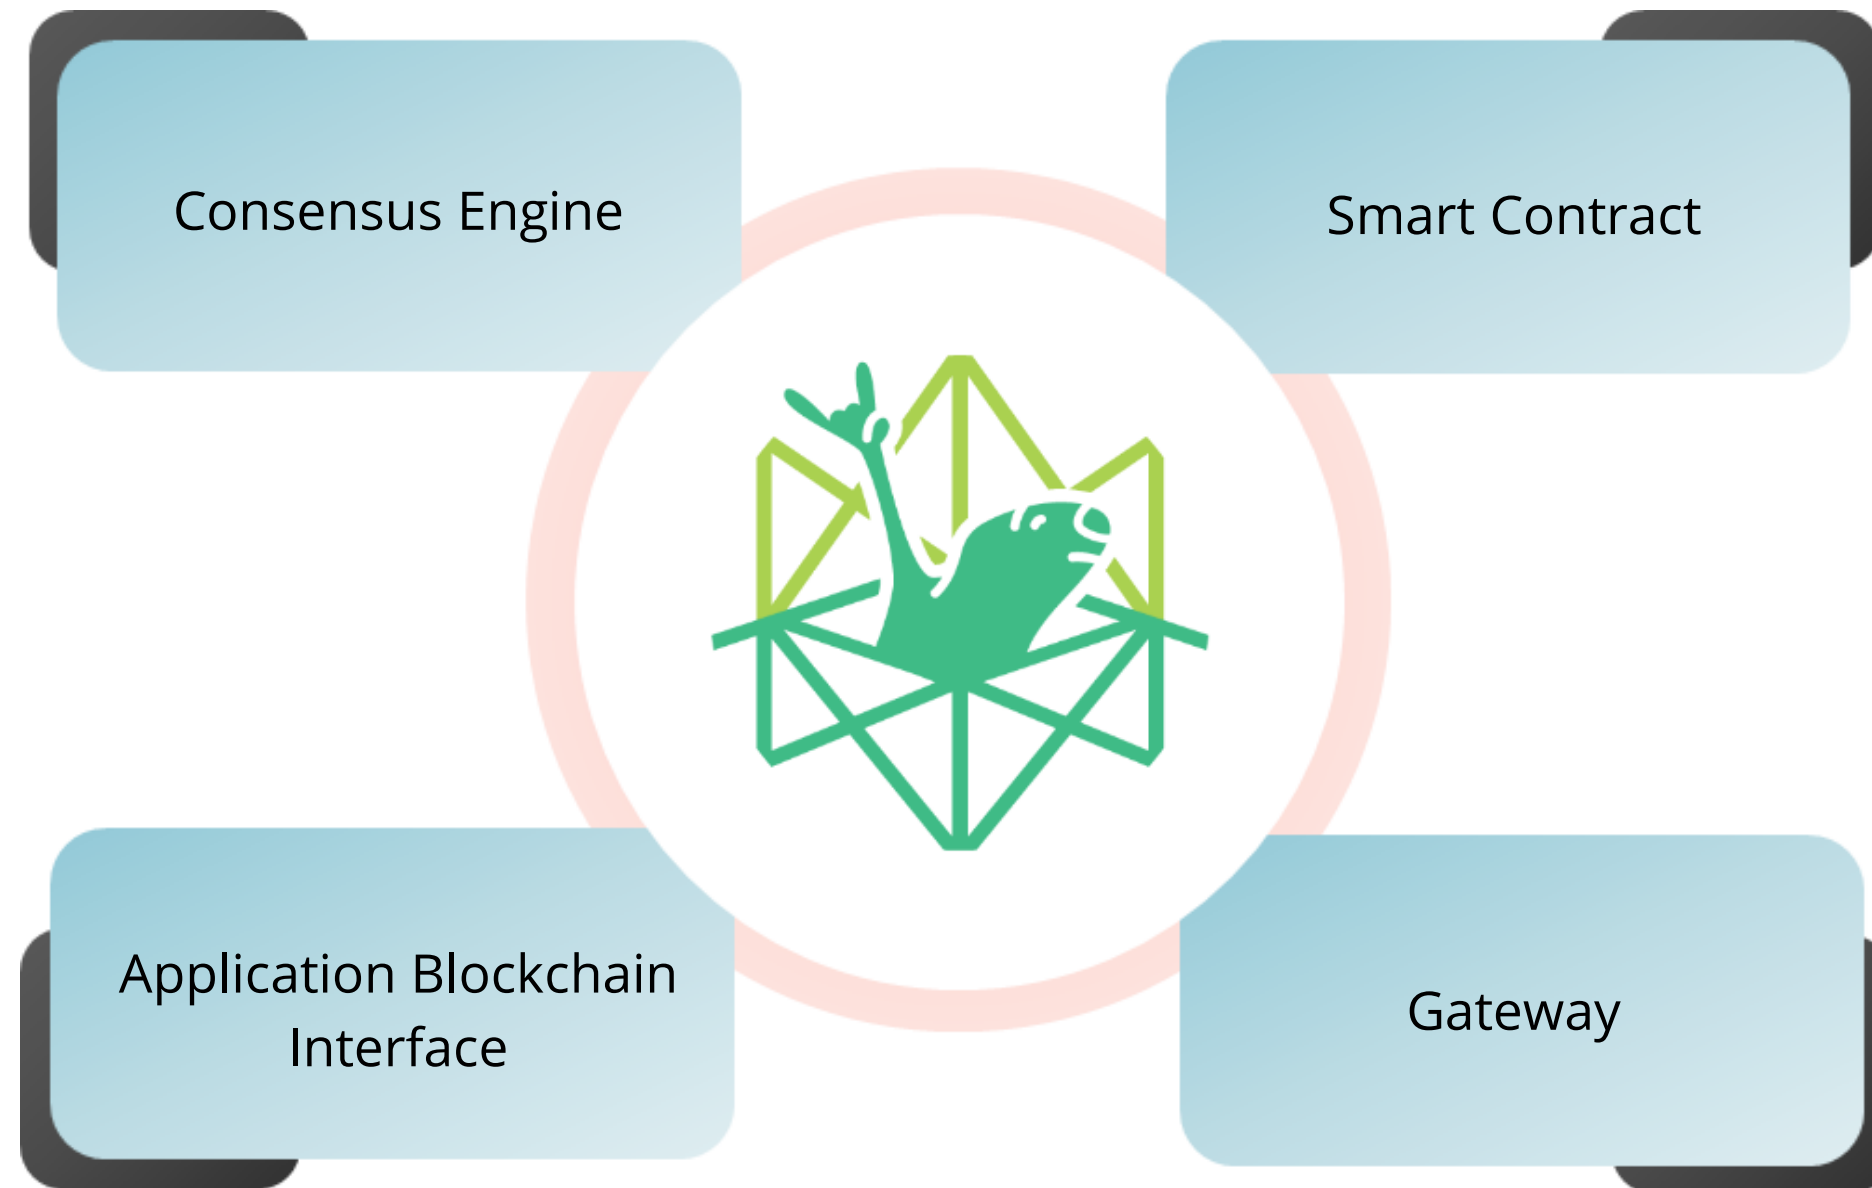 Consensus Engine
Smart Contract
Application Blockchain
Interface
Gateway